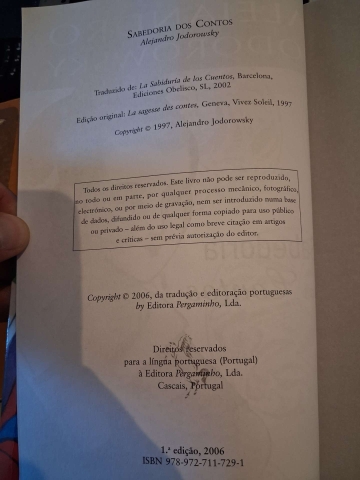 SABEDORIA DOS CONTOS
Alejandro Jodorowsky
Traduzido de: La Sabiduría de los Cuentos, Barcelona,
Ediciones Obelisco, SL, 2002
Edição original: La sagesse des contes, Geneva, Vivez Soleil, 1997
Copyright © 1997, Alejandro Jodorowsky
Todos os direitos reservados. Este livro não pode ser reproduzido,
no todo ou em parte, por qualquer processo mecânico, fotográfico,
electrónico, ou por meio de gravação, nem ser introduzido numa base
de dados, difundido ou de qualquer forma copiado para uso público
ou privado – além do uso legal como breve citação em artigos
e críticas – sem prévia autorização do editor.
Copyright © 2006, da tradução e editoração portuguesas
by Editora Pergaminho, Lda.
Direitos reservados
para a língua portuguesa (Portugal)
à Editora Pergaminho, Lda.
Cascais, Portugal
1.ª edição, 2006
ISBN 978-972-711-729-1